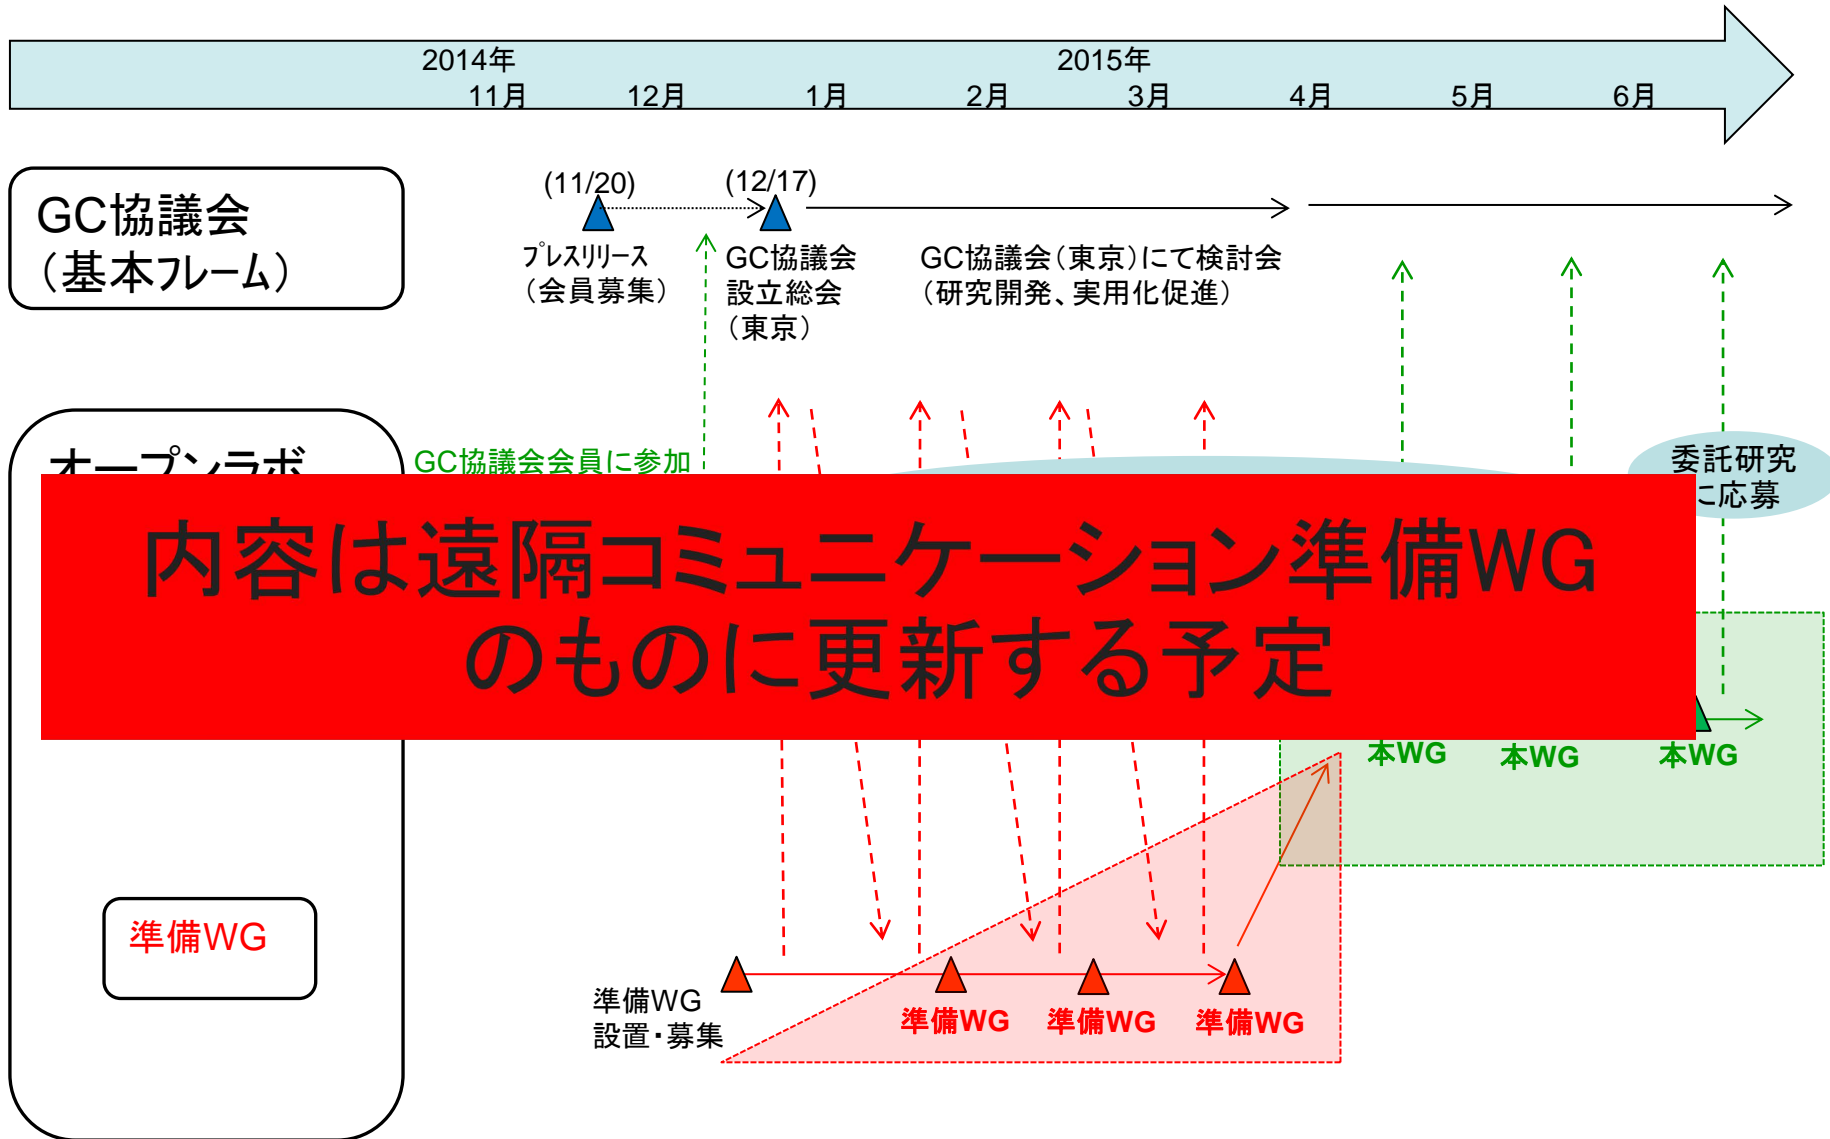 2014年
2015年
11月
12月
1月
2月
3月
4月
5月
6月
GC協議会
（基本フレーム）
(11/20)
プレスリリース
（会員募集）
(12/17)
GC協議会
設立総会
（東京）
GC協議会（東京）にて検討会
（研究開発、実用化促進）
オープンラボ
GC協議会会員に参加
委託研究
に応募
内容は遠隔コミュニケーション準備WG
のものに更新する予定
本WG
本WG
本WG
準備WG
準備WG
設置・募集
準備WG
準備WG
準備WG